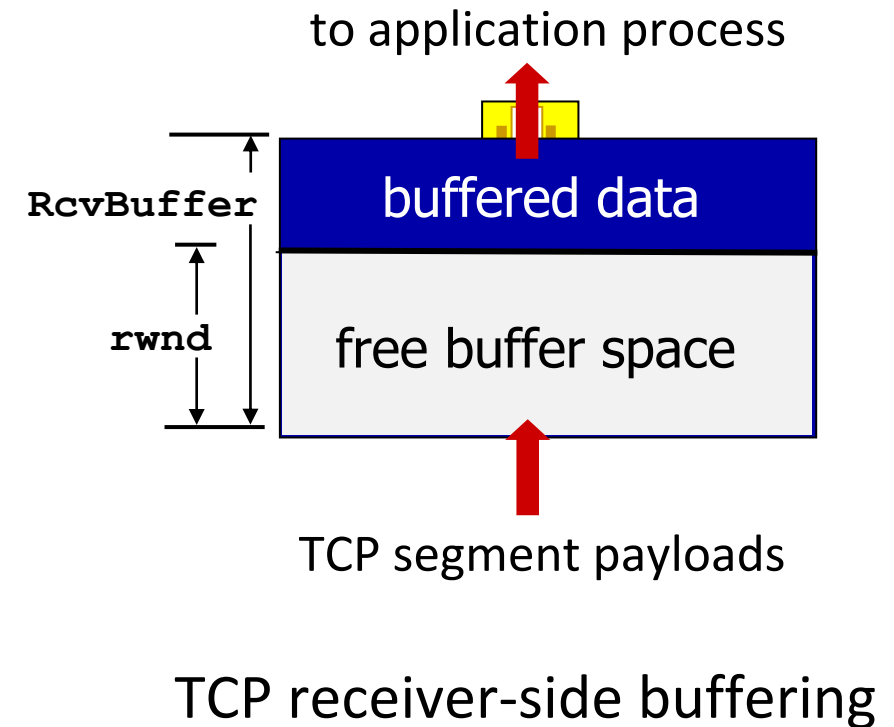 to application process
buffered data
RcvBuffer
rwnd
free buffer space
TCP segment payloads
TCP receiver-side buffering